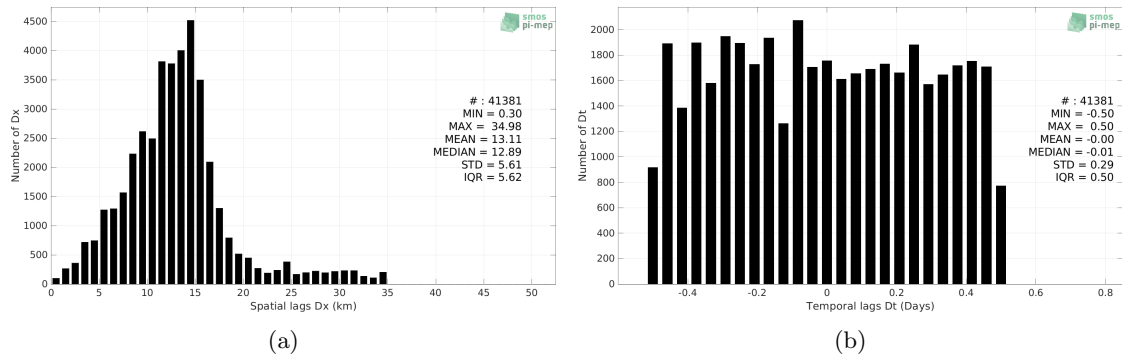 4500
4000
3500
3000
2500
2000
1500
1000
500
0
Number of Dx
smos
pi-mep
# : 41381
MIN = 0.30
MAX = 34.98
MEAN = 13.11
MEDIAN = 12.89
STD = 5.61
IQR = 5.62
0 5 10 15 20 25 30 35 40 45 50
Spatial lags Dx (km)
(a)
2000
1800
1600
1400
1200
1000
800
600
400
200
0
Number of Dt
smos
pi-mep
# : 41381
MIN = -0.50
MAX = 0.50
MEAN = -0.00
MEDIAN = -0.01
STD = 0.29
IQR = 0.50
-0.4 -0.2 0 0.2 0.4 0.6 0.8
Temporal lags Dt (Days)
(b)